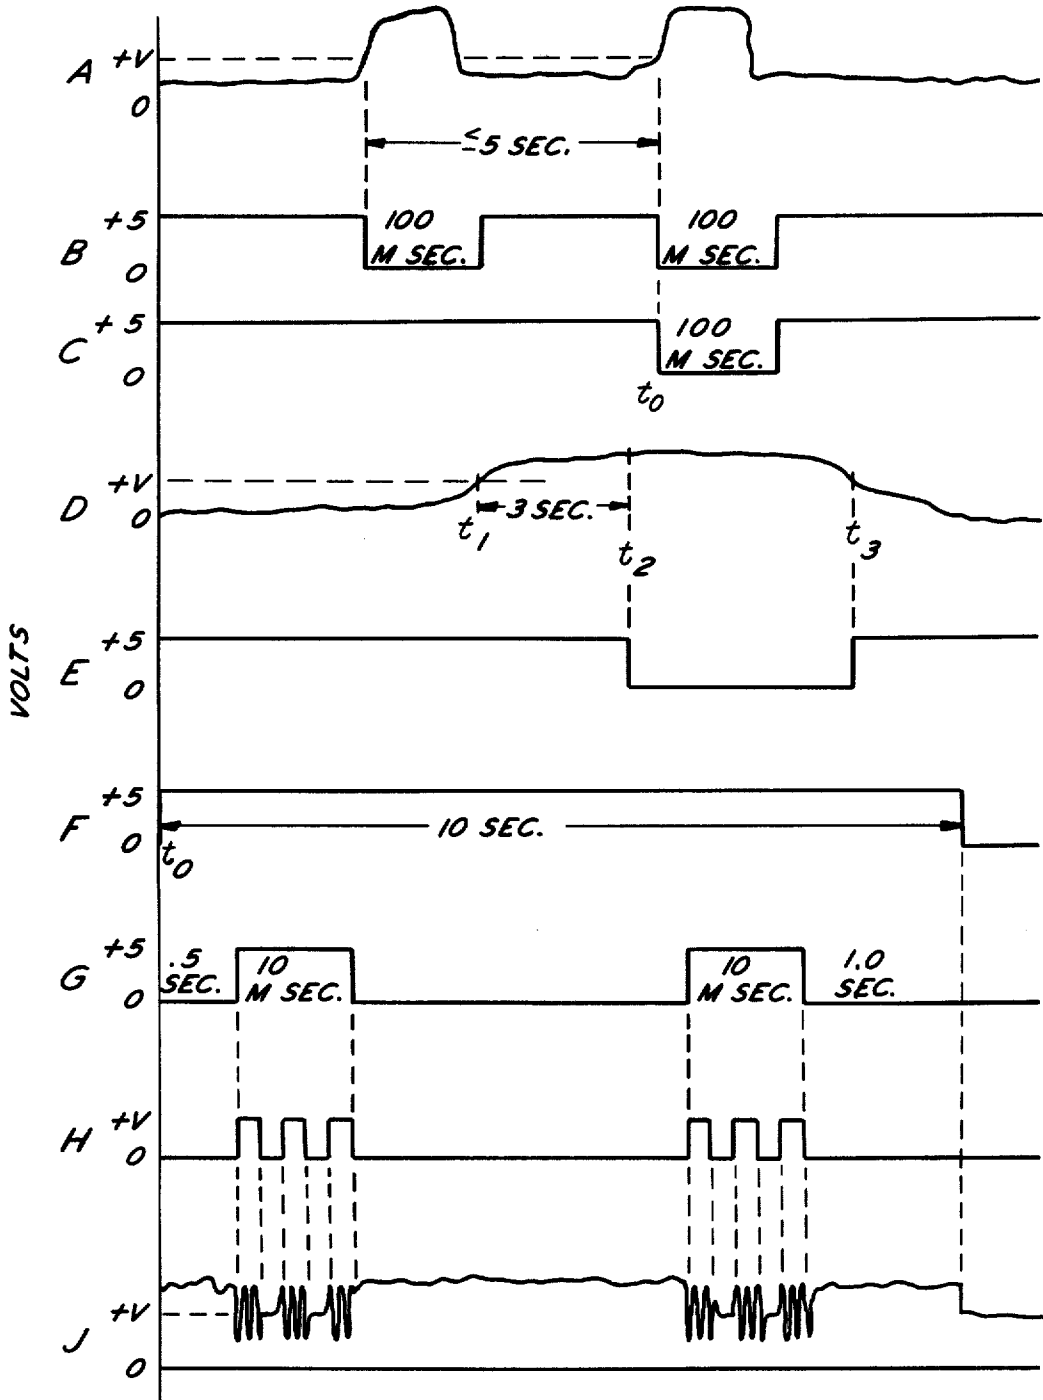 A +V
0
≤5 SEC.
B +5
0
100
M SEC.
100
M SEC.
C +5
0
100
M SEC.
t0
D +V
0
t1
3 SEC.
t2
t3
VOLTS
E +5
0
F +5
0
t0
10 SEC.
G +5
0
.5
SEC.
10
M SEC.
10
M SEC.
1.0
SEC.
H +V
0
J +V
0